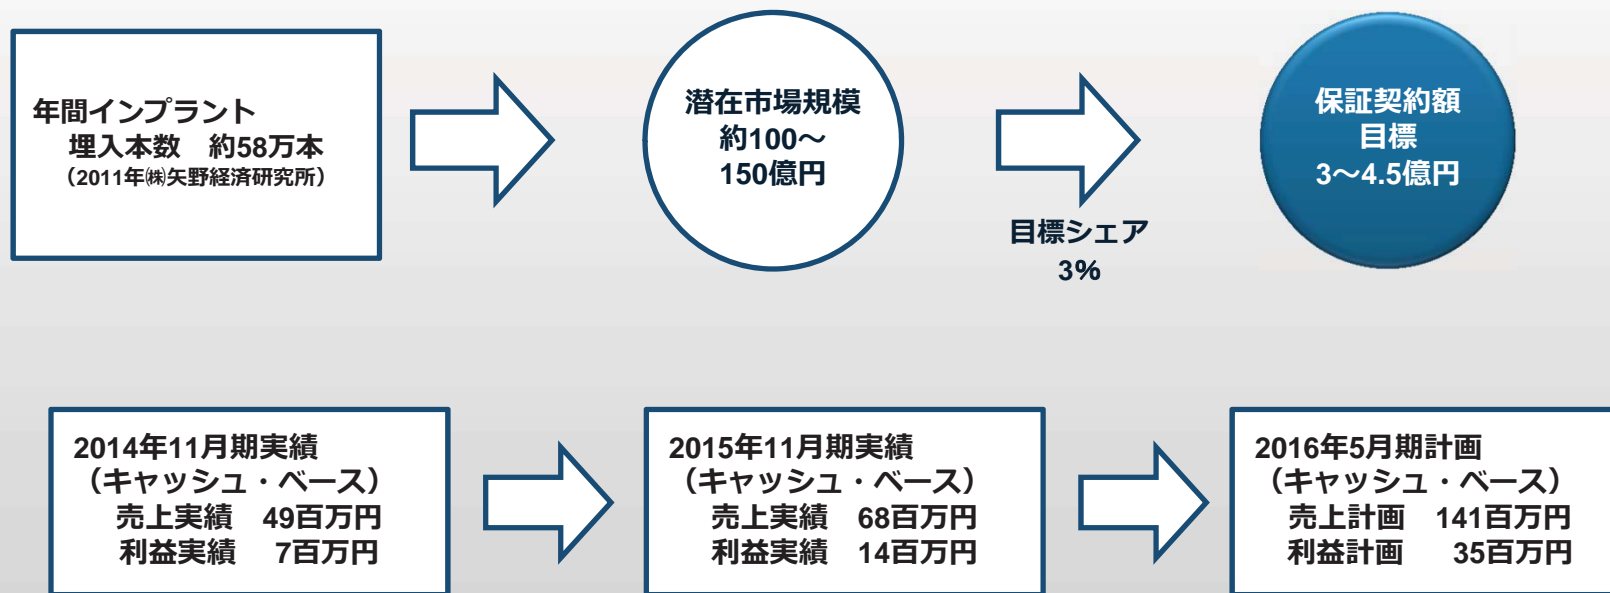 年間インプラント
埋入本数　約58万本
（2011年㈱矢野経済研究所）
潜在市場規模
約100～
150億円
目標シェア
3%
保証契約額
目標
3～4.5億円
2014年11月期実績
（キャッシュ・ベース）
売上実績　49百万円
利益実績　7百万円
2015年11月期実績
（キャッシュ・ベース）
売上実績　68百万円
利益実績　14百万円
2016年5月期計画
（キャッシュ・ベース）
売上計画　141百万円
利益計画　35百万円